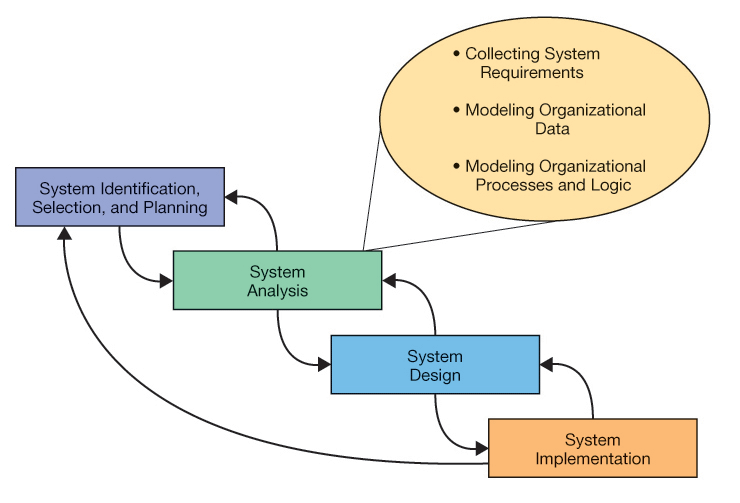 • Collecting System
Requirements
• Modeling Organizational
Data
• Modeling Organizational
Processes and Logic
System Identification,
Selection, and Planning
System
Analysis
System
Design
System
Implementation